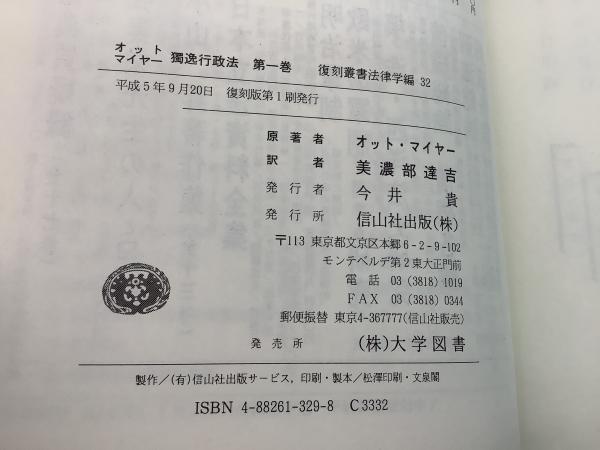 オットマイヤー 獨逸行政法 第一巻 復刻叢書法律学編 32
平成5年9月20日 復刻版第1刷発行
原著者 オット・マイヤー
訳者 美濃部達吉
発行者 今井貴
発行所 信山社出版(株)
〒113 東京都文京区本郷6-2-9-102
モンテベルデ第2東大正門前
電話 03(3818)1019
FAX 03(3818)0344
郵便振替 東京4-367777(信山社販売)
発売所 (株)大学図書
製作/(有)信山社出版サービス,印刷・製本/松澤印刷・文泉閣
ISBN 4-88261-329-8 C3332